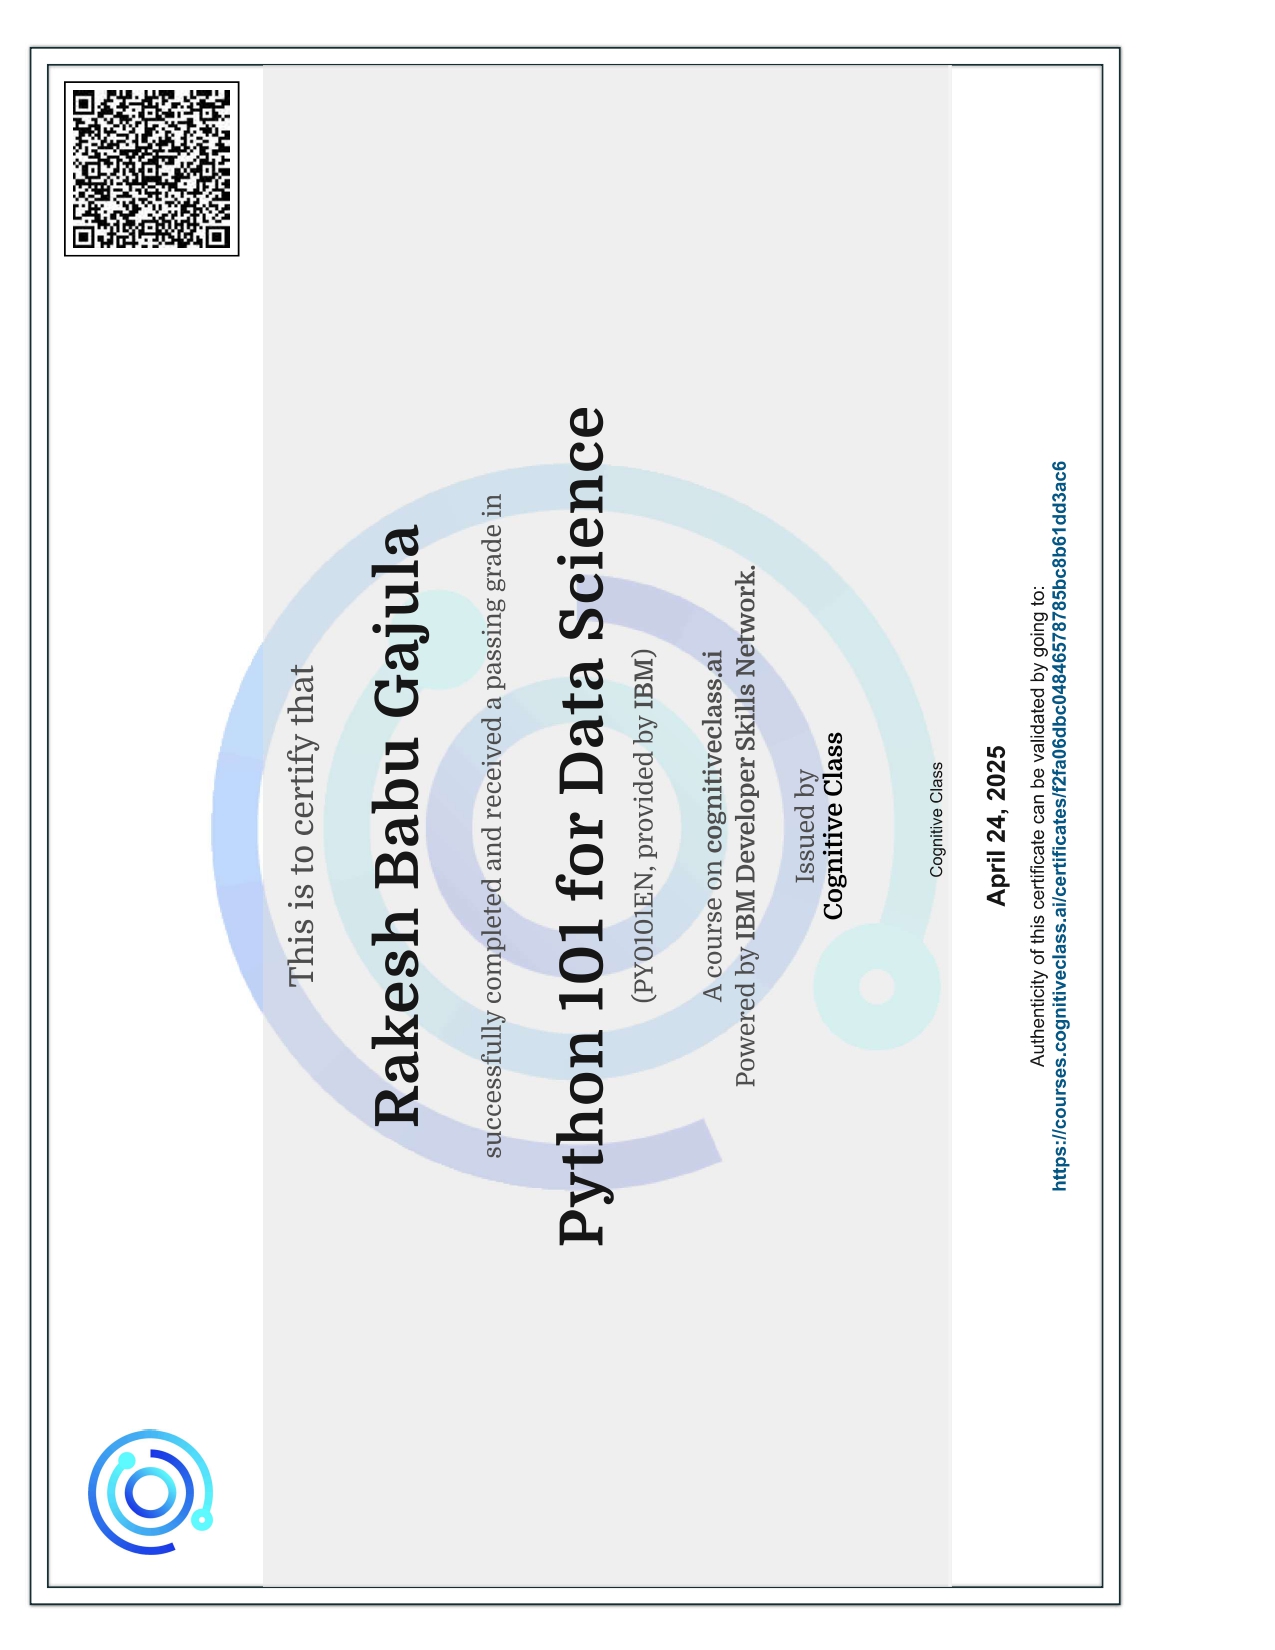 This is to certify that
Rakesh Babu Gajula
successfully completed and received a passing grade in
Python 101 for Data Science
(PY0101EN, provided by IBM)
A course on cognitiveclass.ai
Powered by IBM Developer Skills Network.
Issued by
Cognitive Class
Cognitive Class
April 24, 2025
Authenticity of this certificate can be validated by going to:
https://courses.cognitiveclass.ai/certificates/f2fa06dbc04846578785bc8b61dd3ac6